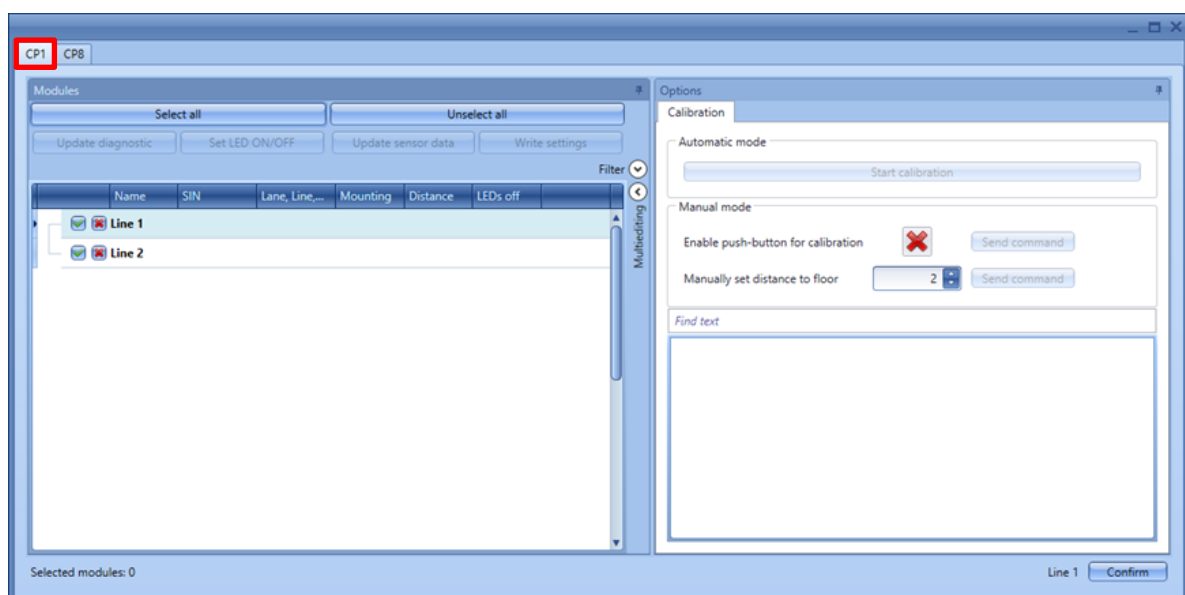 CP1 CP8
Modules
Select all Unselect all
Update diagnostic Set LED ON/OFF Update sensor data Write settings
Filter
Name SIN Lane, Line,... Mounting Distance LEDs off
Line 1
Line 2
Multiediting
Options
Calibration
Automatic mode
Start calibration
Manual mode
Enable push-button for calibration Send command
Manually set distance to floor 2 Send command
Find text
Selected modules: 0
Line 1 Confirm